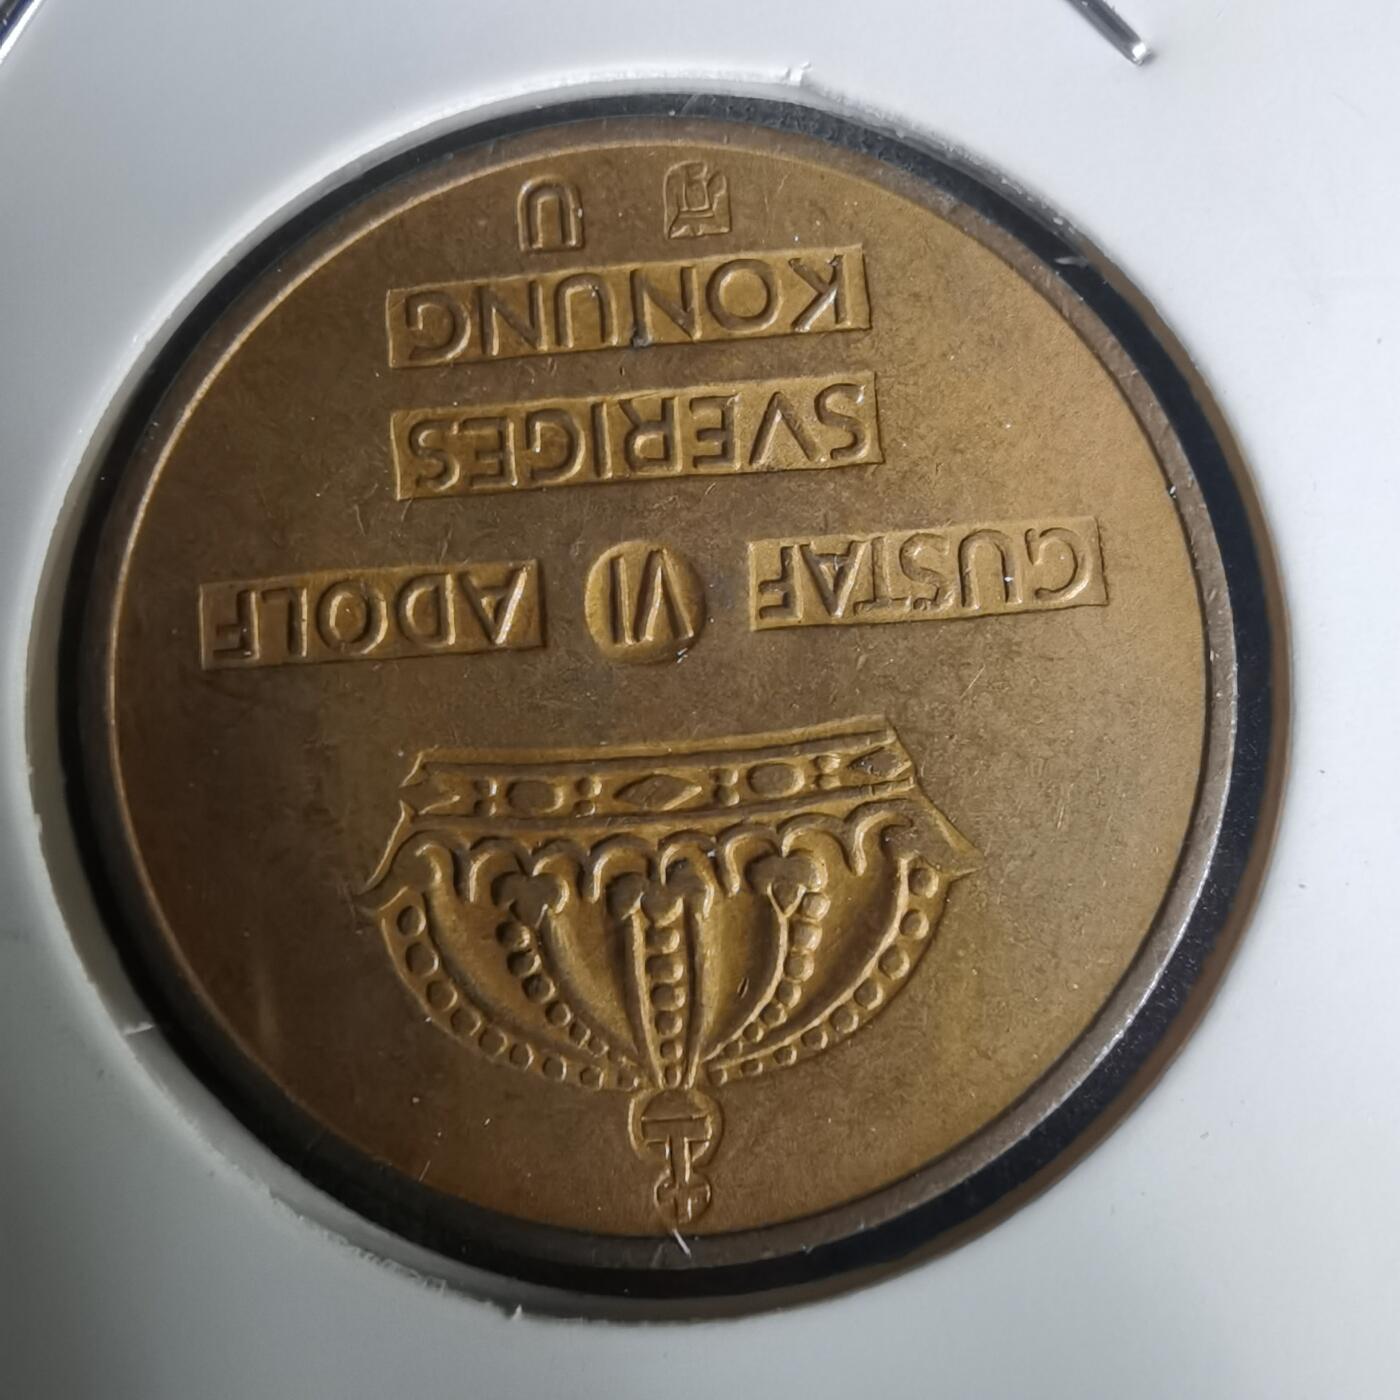 GUSTAF VI ADOLF
SVERIGES
KONUNG
U